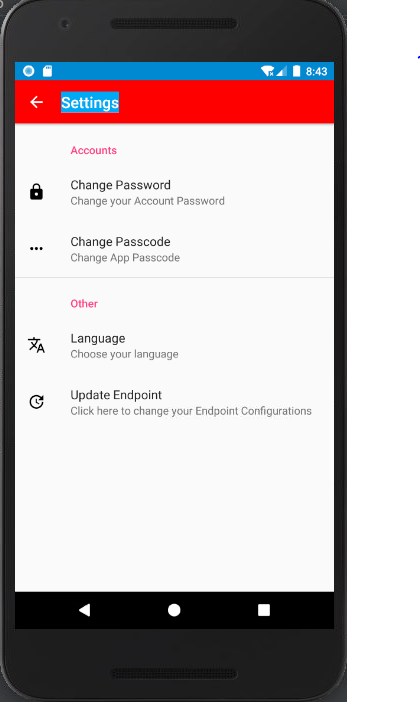 8:43
Settings
Accounts
Change Password
Change your Account Password
Change Passcode
Change App Passcode
Other
Language
Choose your language
Update Endpoint
Click here to change your Endpoint Configurations